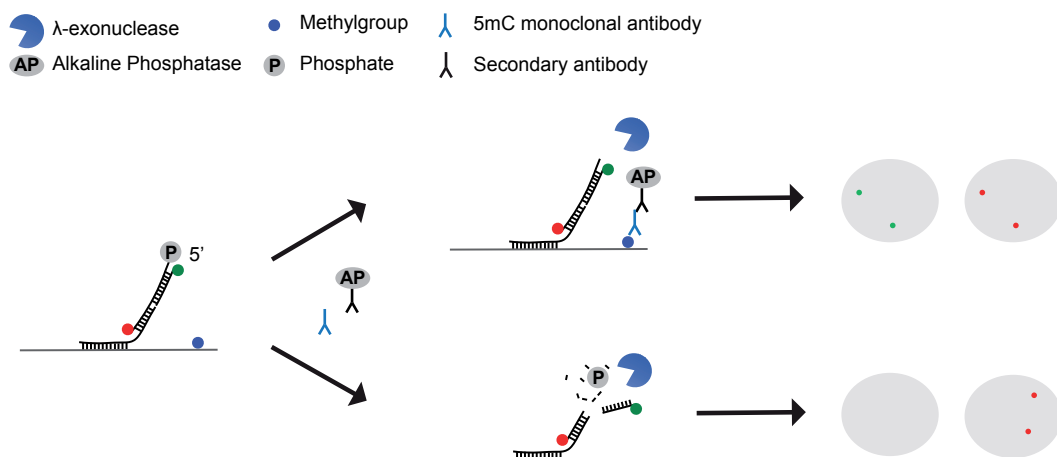 λ-exonuclease
Methylgroup
5mC monoclonal antibody
AP Alkaline Phosphatase
P Phosphate
Secondary antibody
AP
P 5’
AP
P